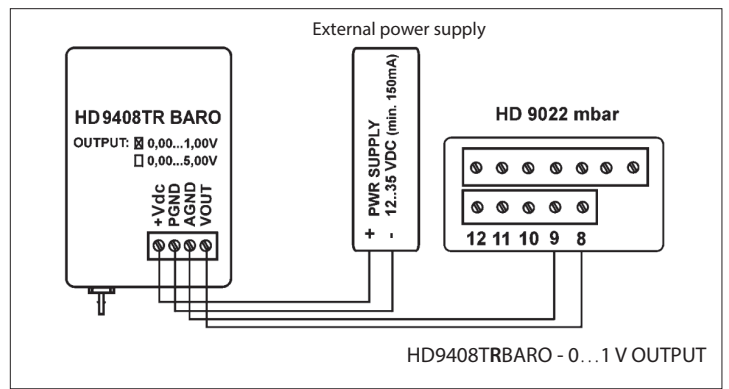 External power supply
HD9408TR BARO
OUTPUT: ☒ 0,00...1,00V
☐ 0,00...5,00V
+Vdc
PGND
AGND
VOUT
PWR SUPPLY
12..35 VDC (min. 150mA)
+ -
HD 9022 mbar
12 11 10 9 8
HD9408TRBARO - 0…1 V OUTPUT